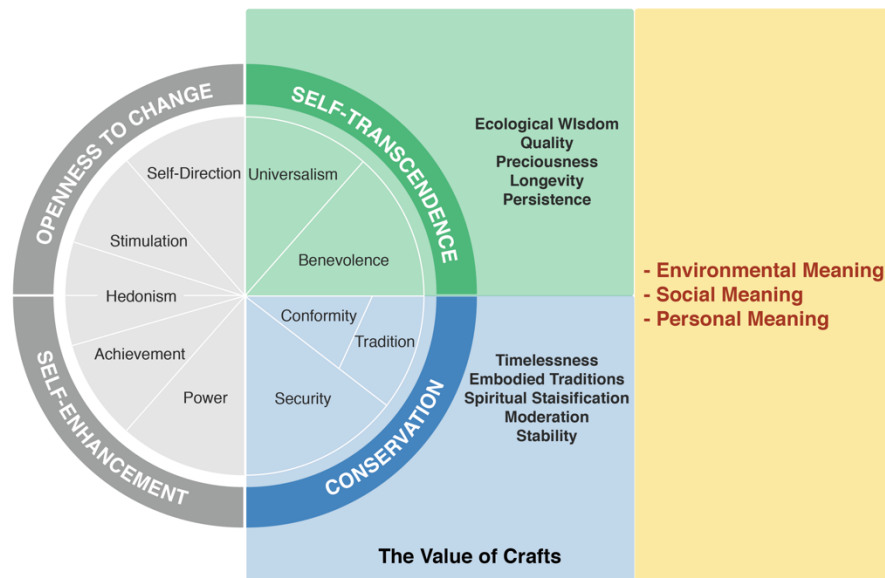 OPENNESS TO CHANGE
SELF-TRANSCENDENCE
Self-Direction
Universalism
Stimulation
Benevolence
Hedonism
Conformity
Achievement
Tradition
Power
Security
SELF-ENHANCEMENT
CONSERVATION
Ecological WIsdom
Quality
Preciousness
Longevity
Persistence
Timelessness
Embodied Traditions
Spiritual Staisification
Moderation
Stability
The Value of Crafts
- Environmental Meaning
- Social Meaning
- Personal Meaning